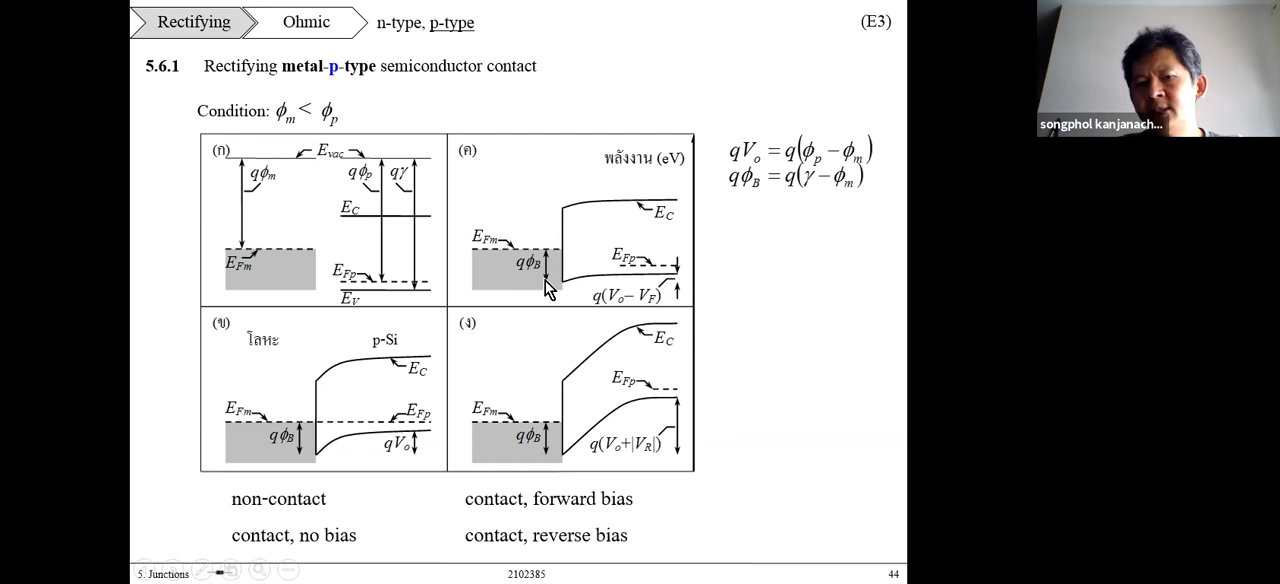 Rectifying Ohmic n-type, p-type (E3)
5.6.1 Rectifying metal-p-type semiconductor contact
Condition: ϕm < ϕp
(ก) Evac
qϕm qϕp qγ
EC
EFm
EFp
EV
(ค) พลังงาน (eV)
EC
EFm
qϕB
EFp
q(Vo– VF)
qVo = q(ϕp – ϕm)
qϕB = q(γ – ϕm)
(ข)
โลหะ p-Si
EC
EFm EFp
qϕB qVo
(ง)
EC
EFp
EFm
qϕB q(Vo+|VR|)
non-contact contact, forward bias
contact, no bias contact, reverse bias
5. Junctions 2102385 44
songphol kanjanach...